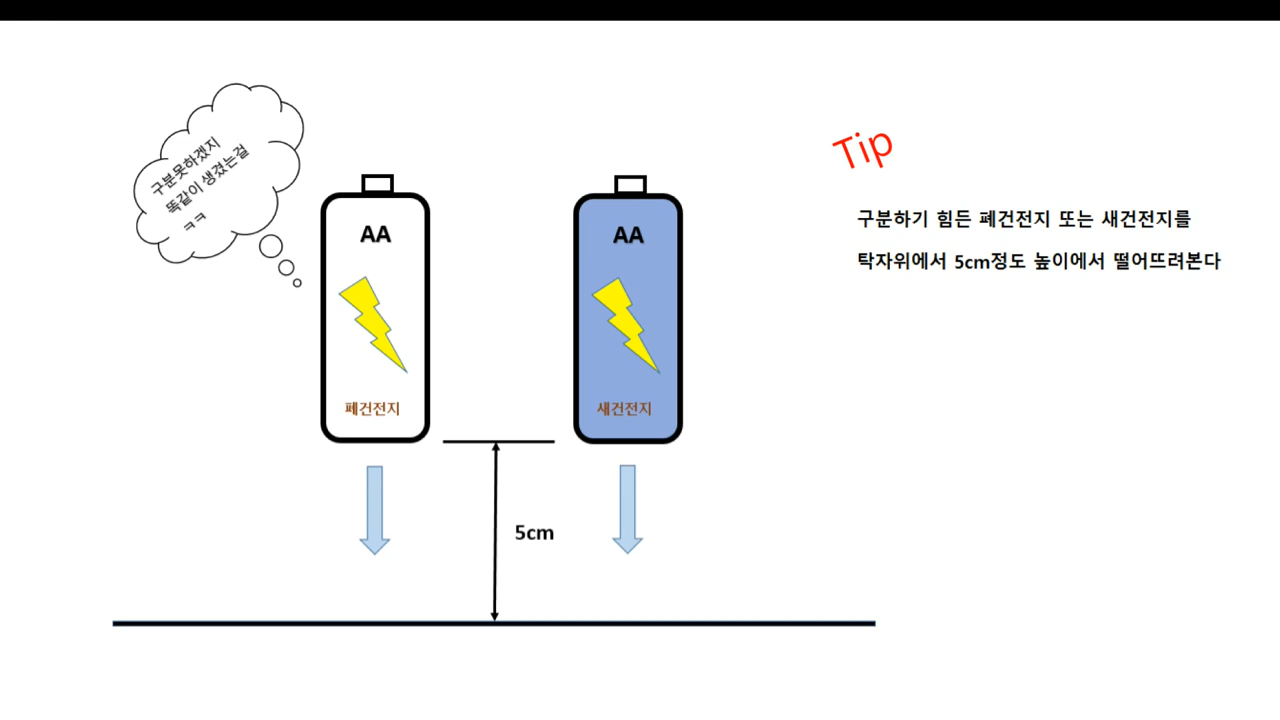 구분못하겠지
똑같이 생겼는걸
ㅋㅋ
AA
폐건전지
AA
새건전지
5cm
Tip
구분하기 힘든 폐건전지 또는 새건전지를
탁자위에서 5cm정도 높이에서 떨어뜨려본다